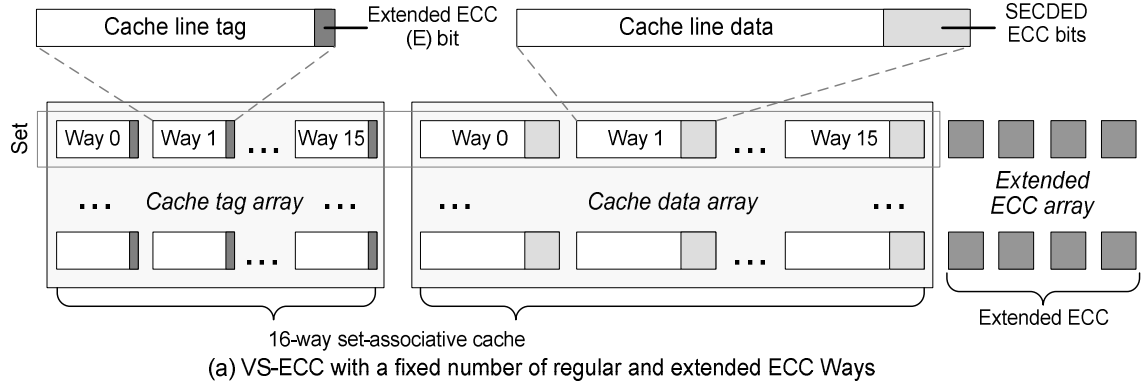 Cache line tag
Extended ECC
(E) bit
Cache line data
SECDED
ECC bits
Set
Way 0 Way 1 ... Way 15
Way 0 Way 1 ... Way 15
... Cache tag array ...
... Cache data array ...
Extended
ECC array
...
...
Extended ECC
16-way set-associative cache
(a) VS-ECC with a fixed number of regular and extended ECC Ways